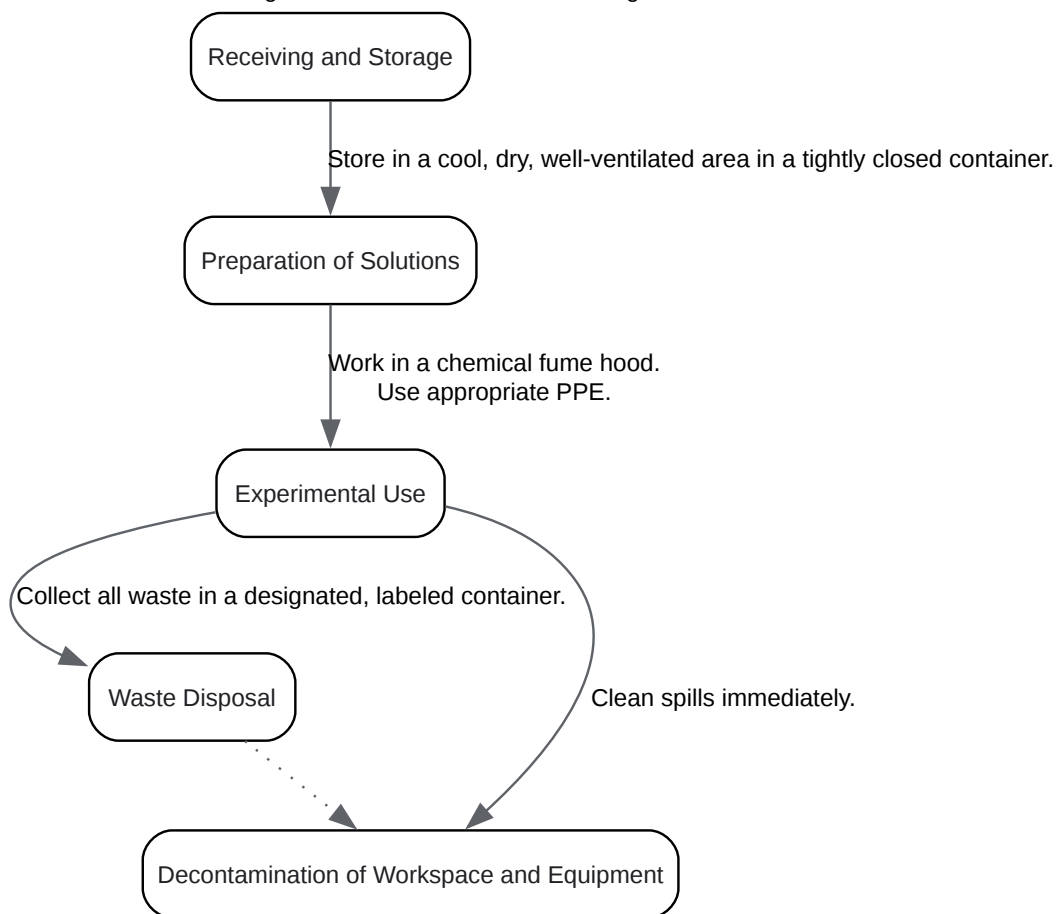 Receiving and Storage
Store in a cool, dry, well-ventilated area in a tightly closed container.
Preparation of Solutions
Work in a chemical fume hood.
Use appropriate PPE.
Experimental Use
Collect all waste in a designated, labeled container.
Waste Disposal
Clean spills immediately.
Decontamination of Workspace and Equipment